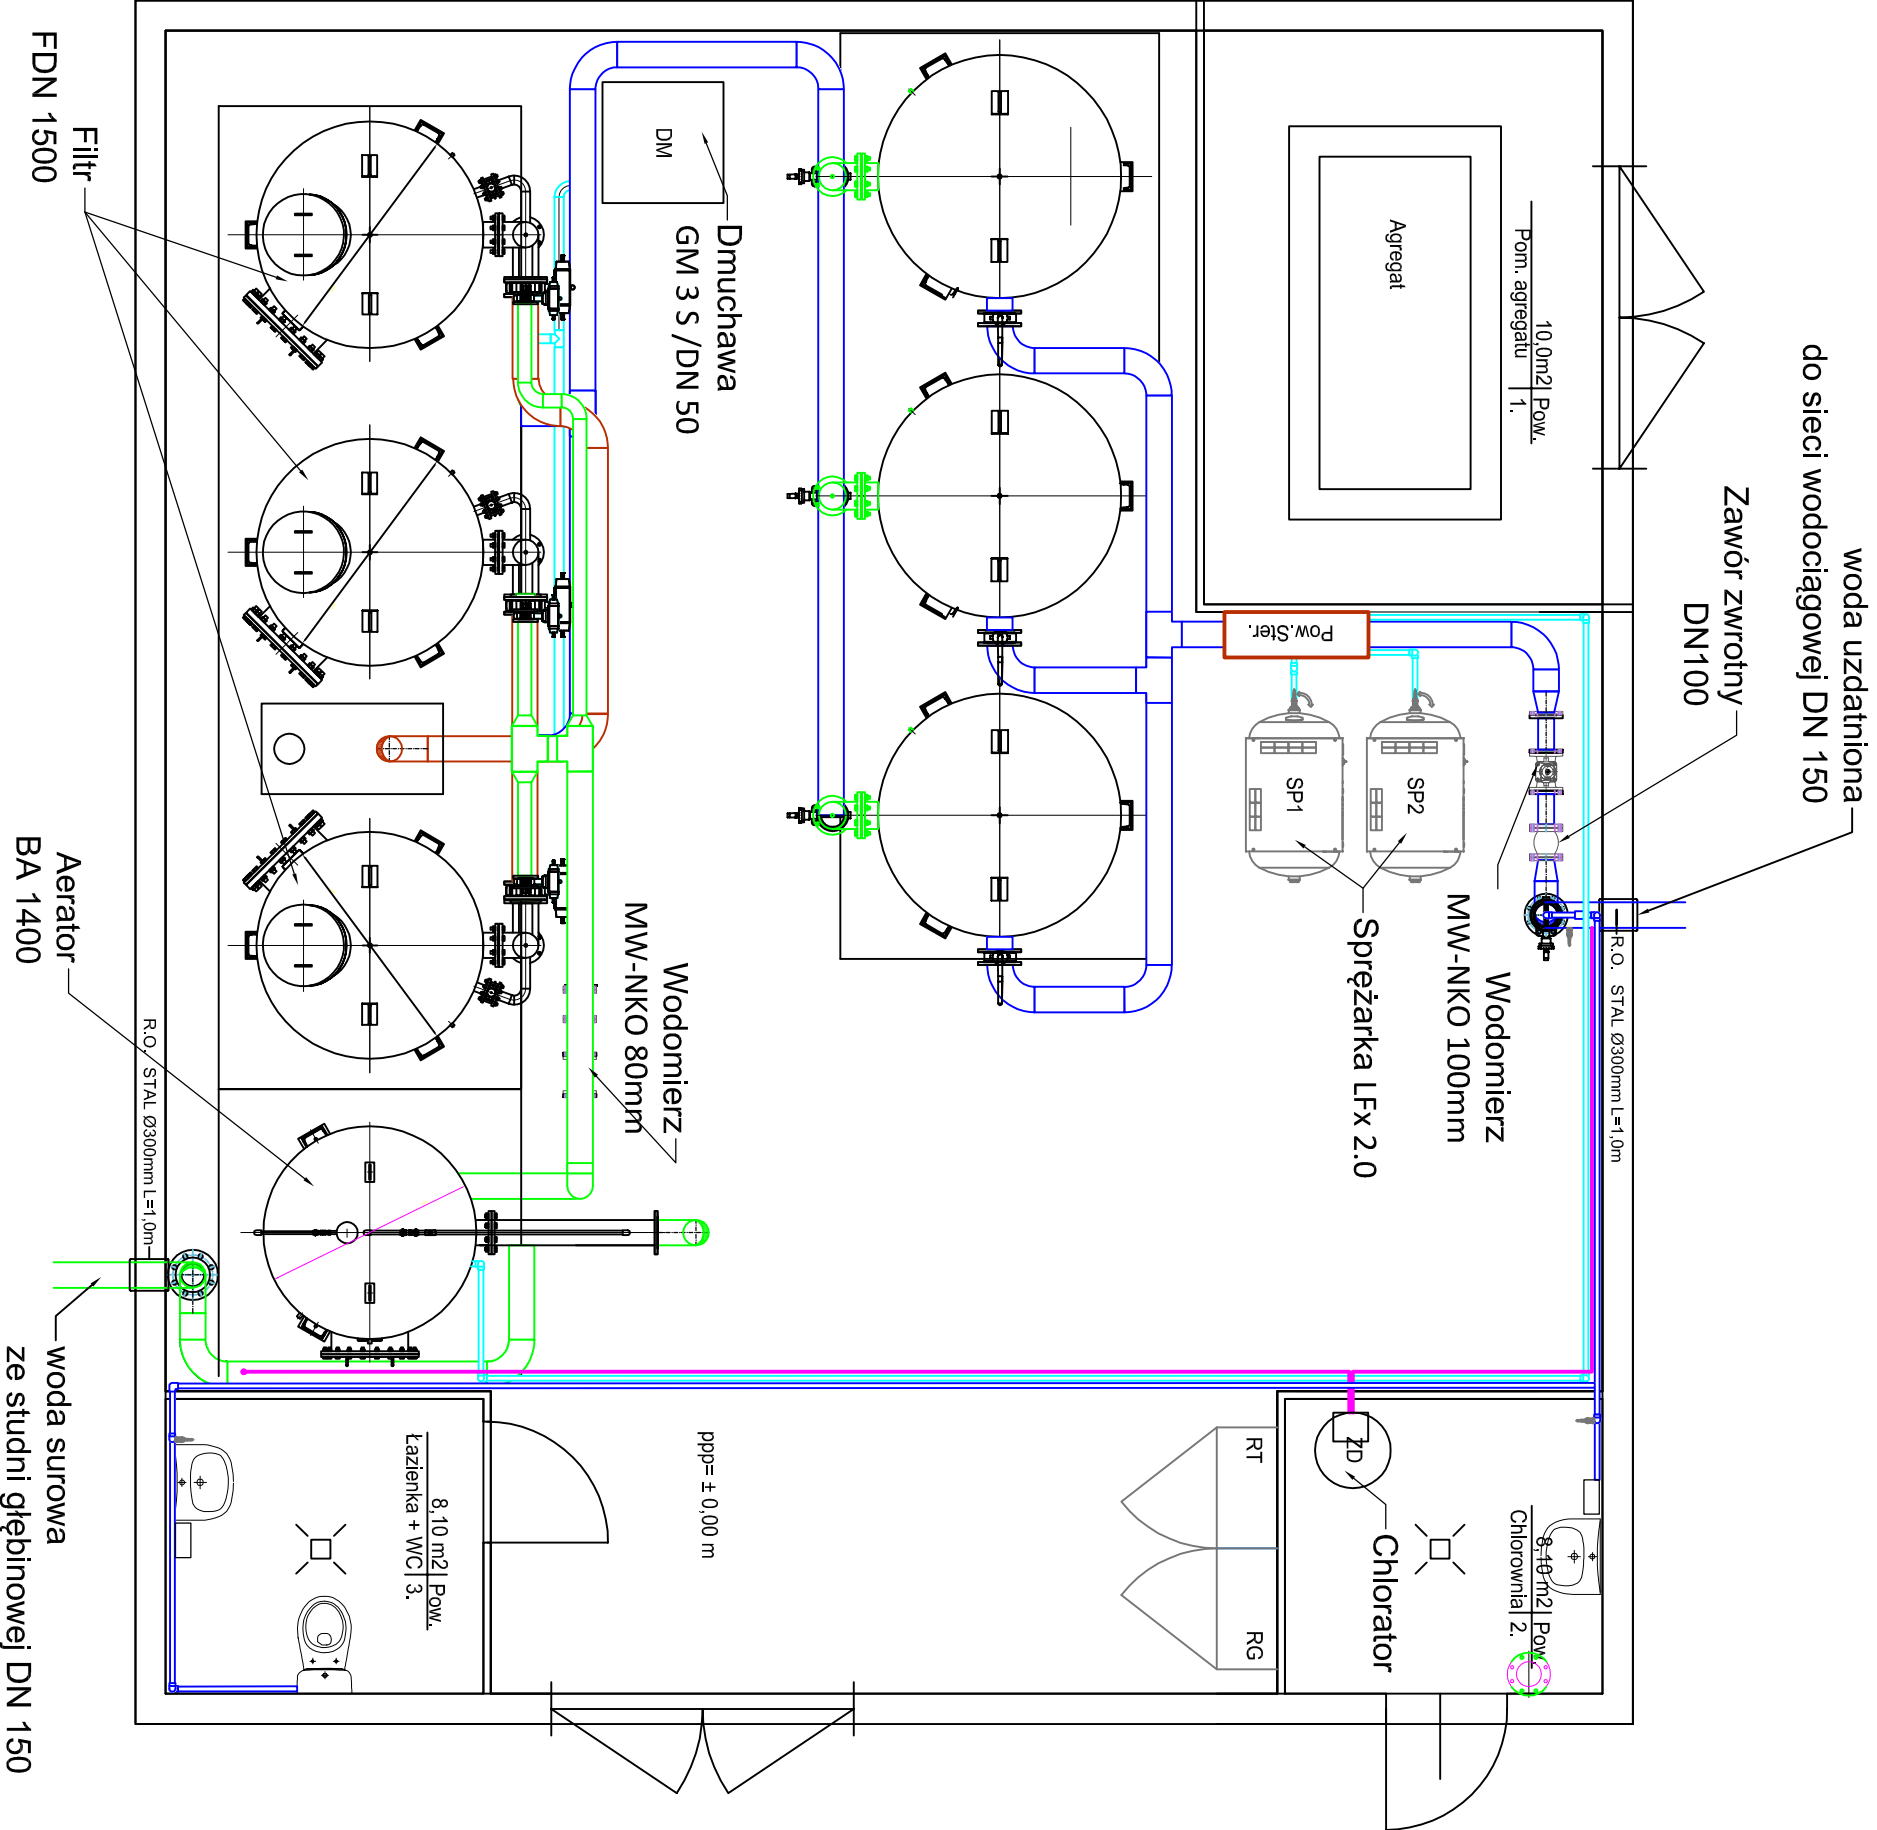 woda uzdatniona
do sieci wodociągowej DN 150
Zawór zwrotny
DN100
10,0m2 Pow.
Pom. agregatu 1.
Agregat
Pow.Ster.
SP2
SP1
Sprężarka LFx 2.0
Wodomierz
MW-NKO 100mm
R.O. STAL Ø300mm L=1,0m
Dmuchawa
GM 3 S /DN 50
DM
Filtr
FDN 1500
Wodomierz
MW-NKO 80mm
Aerator
BA 1400
R.O. STAL Ø300mm L=1,0m
woda surowa
ze studni głębinowej DN 150
8,10 m2 Pow.
Łazienka + WC 3.
ppp= ± 0,00 m
RT
RG
ZD
Chlorator
8,10 m2 Pow.
Chlorownia 2.